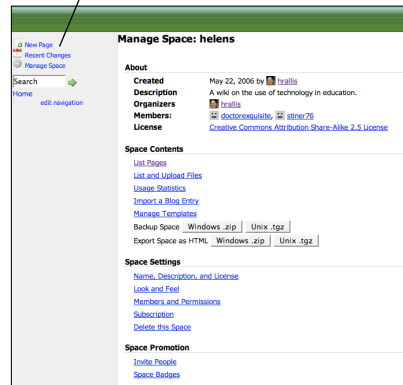 New Page
Recent Changes
Manage Space
Search
Home
edit navigation
Manage Space: helens
About
Created May 22, 2006 by hrallis
Description A wiki on the use of technology in education.
Organizers hrallis
Members: doctorexquisite, stiner76
License Creative Commons Attribution Share-Alike 2.5 License
Space Contents
List Pages
List and Upload Files
Usage Statistics
Import a Blog Entry
Manage Templates
Backup Space Windows .zip Unix .tgz
Export Space as HTML Windows .zip Unix .tgz
Space Settings
Name, Description, and License
Look and Feel
Members and Permissions
Subscription
Delete this Space
Space Promotion
Invite People
Space Badges